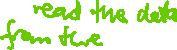 read the data
from the